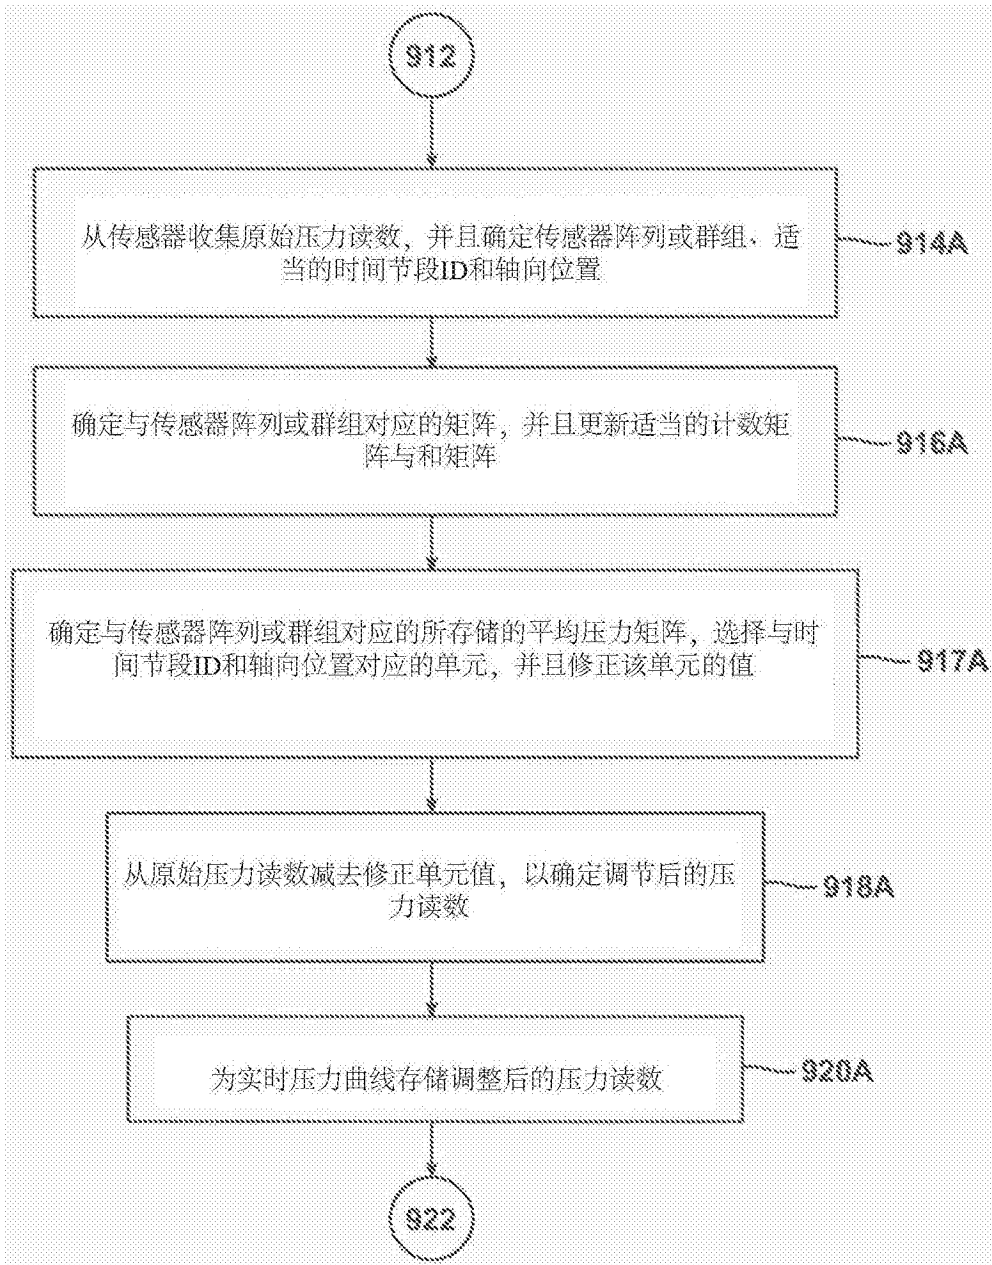 912
从传感器收集原始压力读数，并且确定传感器阵列或群组、适
当的时间节段ID和轴向位置
914A
确定与传感器阵列或群组对应的矩阵，并且更新适当的计数矩
阵与和矩阵
916A
确定与传感器阵列或群组对应的所存储的平均压力矩阵，选择与时
间节段ID和轴向位置对应的单元，并且修正该单元的值
917A
从原始压力读数减去修正单元值，以确定调节后的压
力读数
918A
为实时压力曲线存储调整后的压力读数
920A
922